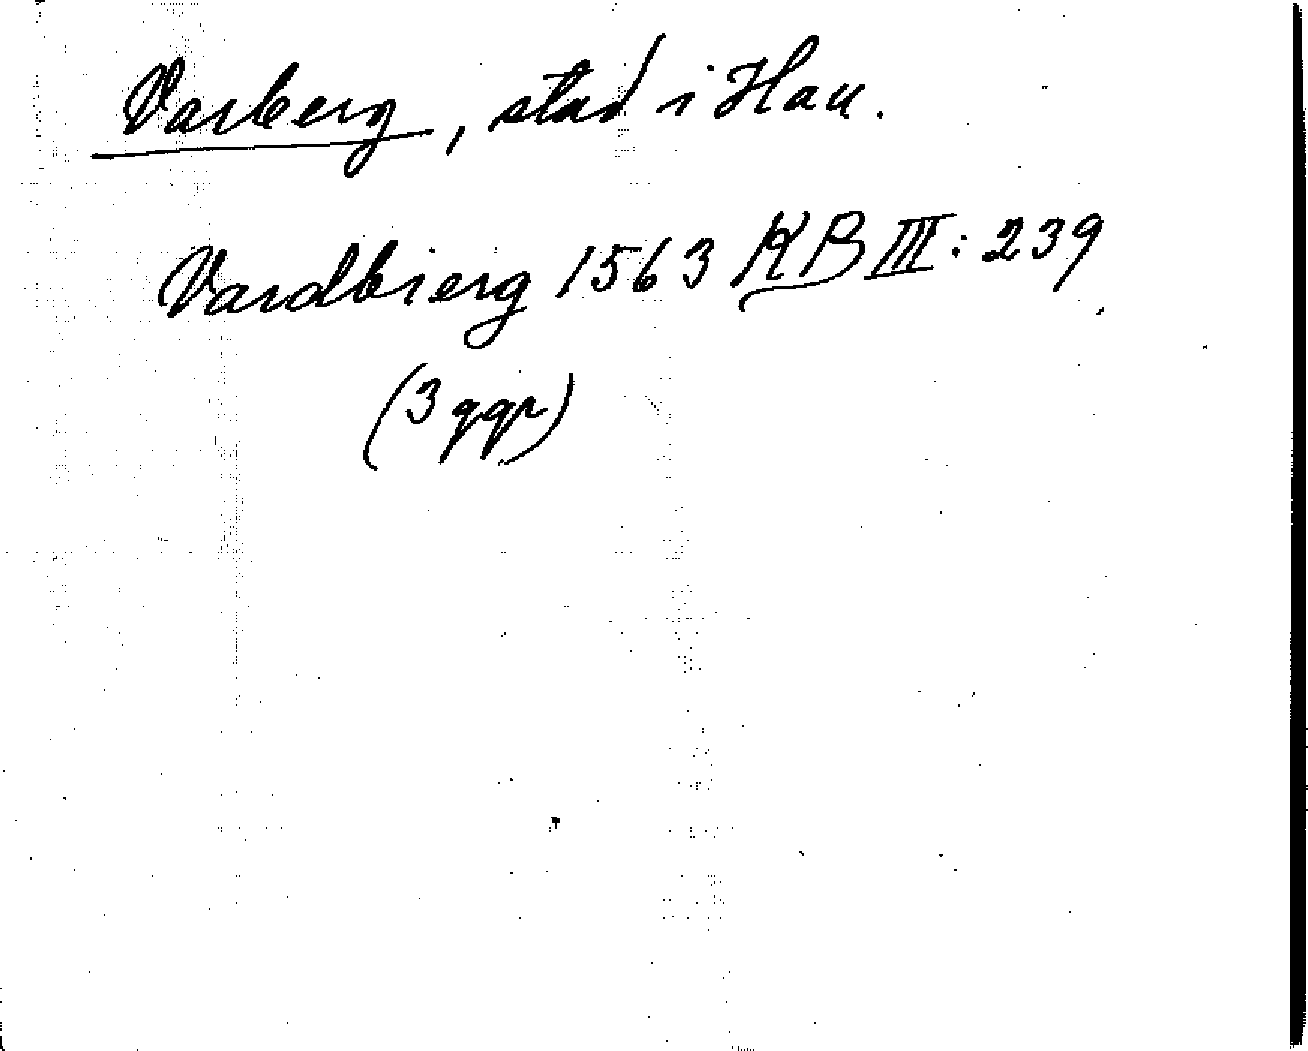 Varberg, stad i Hall.
Vardbierg 1563 KB III: 239
(3 ggr)